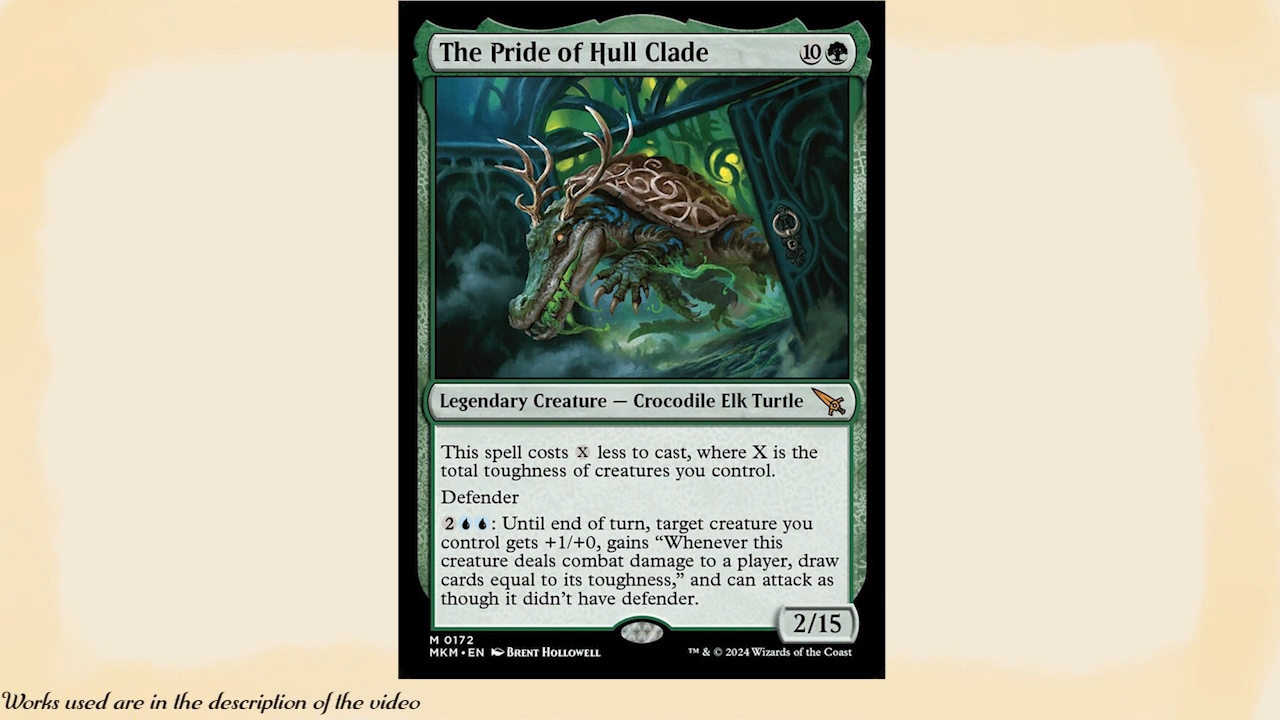 The Pride of Hull Clade 10
Legendary Creature — Crocodile Elk Turtle
This spell costs X less to cast, where X is the
total toughness of creatures you control.
Defender
2 : Until end of turn, target creature you
control gets +1/+0, gains “Whenever this
creature deals combat damage to a player, draw
cards equal to its toughness,” and can attack as
though it didn’t have defender.
2/15
M 0172
MKM • EN Brent Hollowell
™ & © 2024 Wizards of the Coast
Works used are in the description of the video